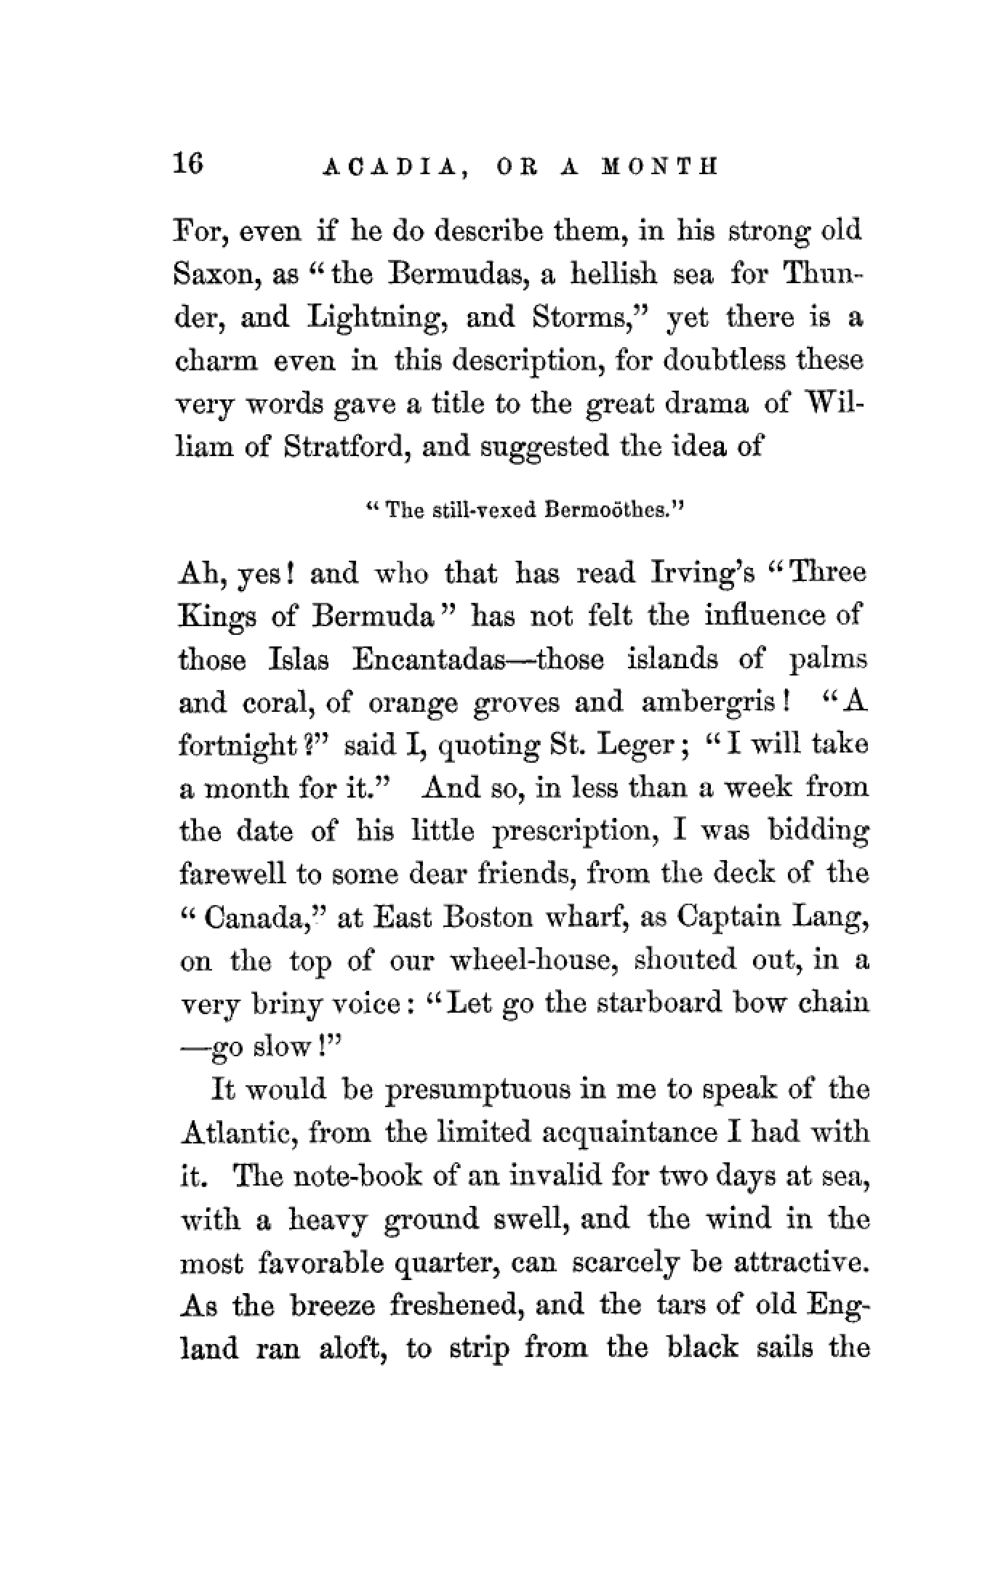 16 ACADIA, OR A MONTH
For, even if he do describe them, in his strong old
Saxon, as “the Bermudas, a hellish sea for Thun-
der, and Lightning, and Storms,” yet there is a
charm even in this description, for doubtless these
very words gave a title to the great drama of Wil-
liam of Stratford, and suggested the idea of
“The still-vexed Bermoöthes.”
Ah, yes! and who that has read Irving’s “Three
Kings of Bermuda” has not felt the influence of
those Islas Encantadas—those islands of palms
and coral, of orange groves and ambergris! “A
fortnight?” said I, quoting St. Leger; “I will take
a month for it.” And so, in less than a week from
the date of his little prescription, I was bidding
farewell to some dear friends, from the deck of the
“Canada,” at East Boston wharf, as Captain Lang,
on the top of our wheel-house, shouted out, in a
very briny voice: “Let go the starboard bow chain
—go slow!”
It would be presumptuous in me to speak of the
Atlantic, from the limited acquaintance I had with
it. The note-book of an invalid for two days at sea,
with a heavy ground swell, and the wind in the
most favorable quarter, can scarcely be attractive.
As the breeze freshened, and the tars of old Eng-
land ran aloft, to strip from the black sails the